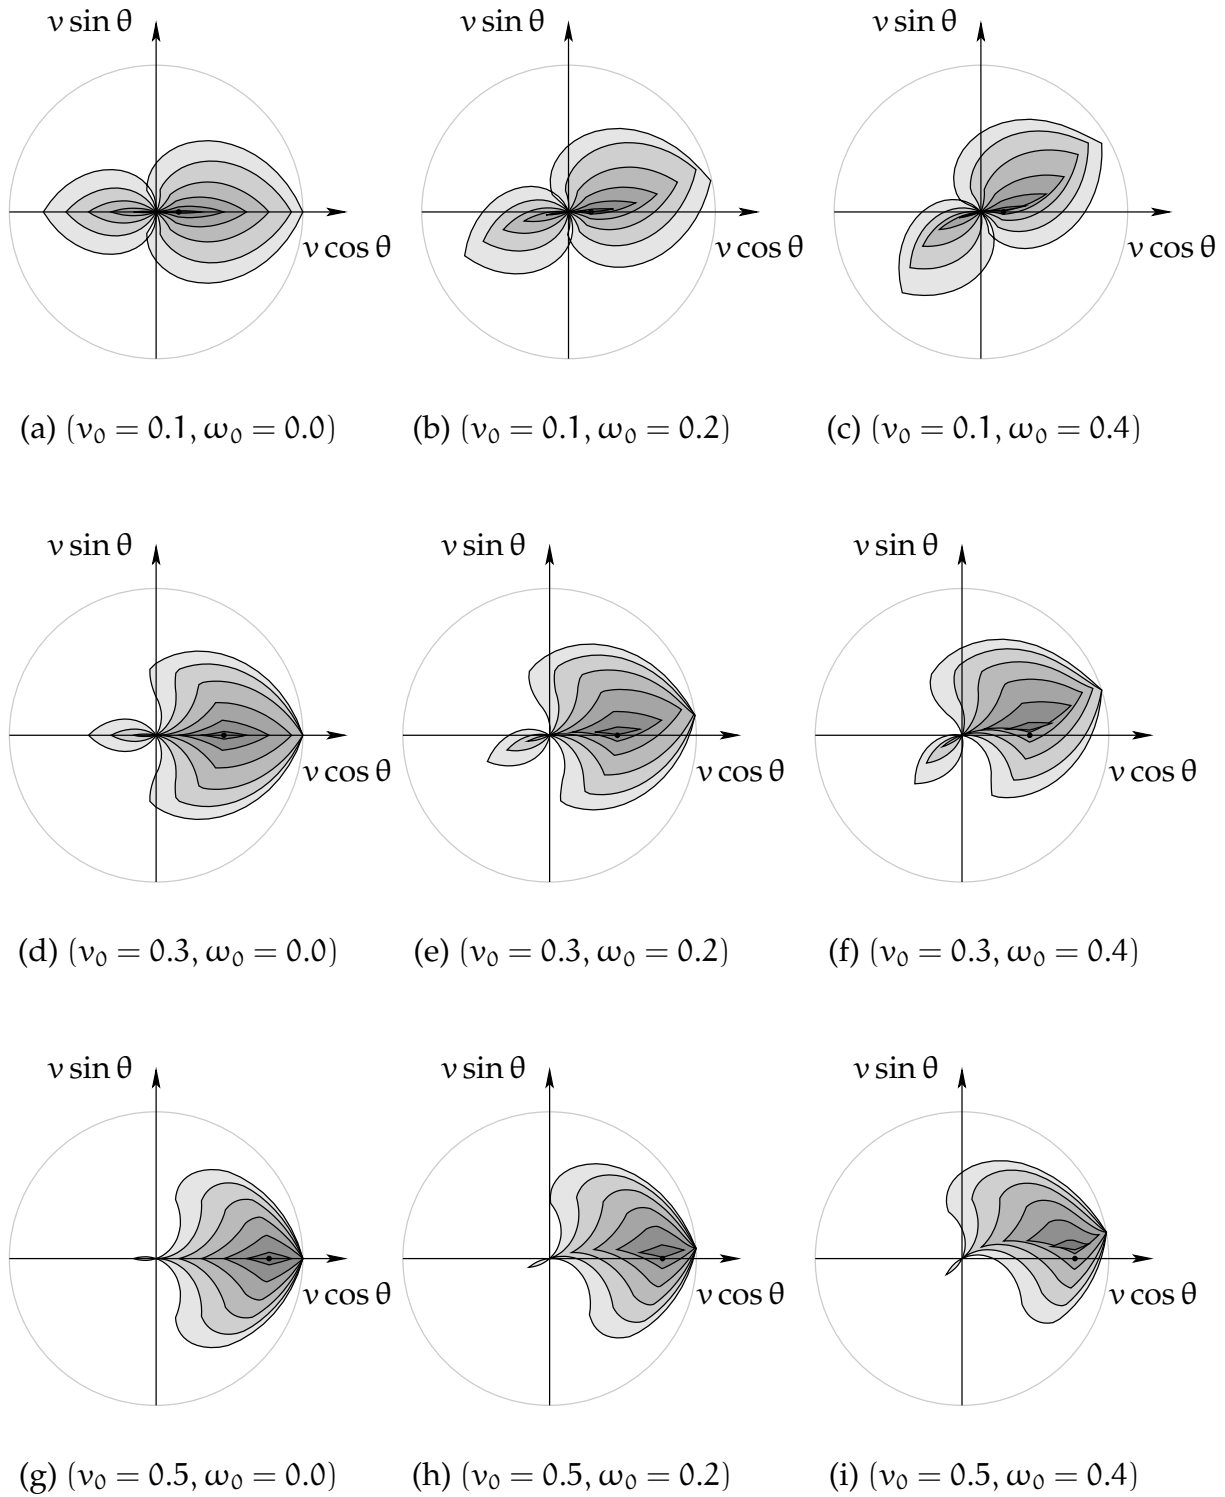 v sin θ v sin θ v sin θ
v cos θ v cos θ v cos θ
(a) (v₀ = 0.1, ω₀ = 0.0) (b) (v₀ = 0.1, ω₀ = 0.2) (c) (v₀ = 0.1, ω₀ = 0.4)
v sin θ v sin θ v sin θ
v cos θ v cos θ v cos θ
(d) (v₀ = 0.3, ω₀ = 0.0) (e) (v₀ = 0.3, ω₀ = 0.2) (f) (v₀ = 0.3, ω₀ = 0.4)
v sin θ v sin θ v sin θ
v cos θ v cos θ v cos θ
(g) (v₀ = 0.5, ω₀ = 0.0) (h) (v₀ = 0.5, ω₀ = 0.2) (i) (v₀ = 0.5, ω₀ = 0.4)